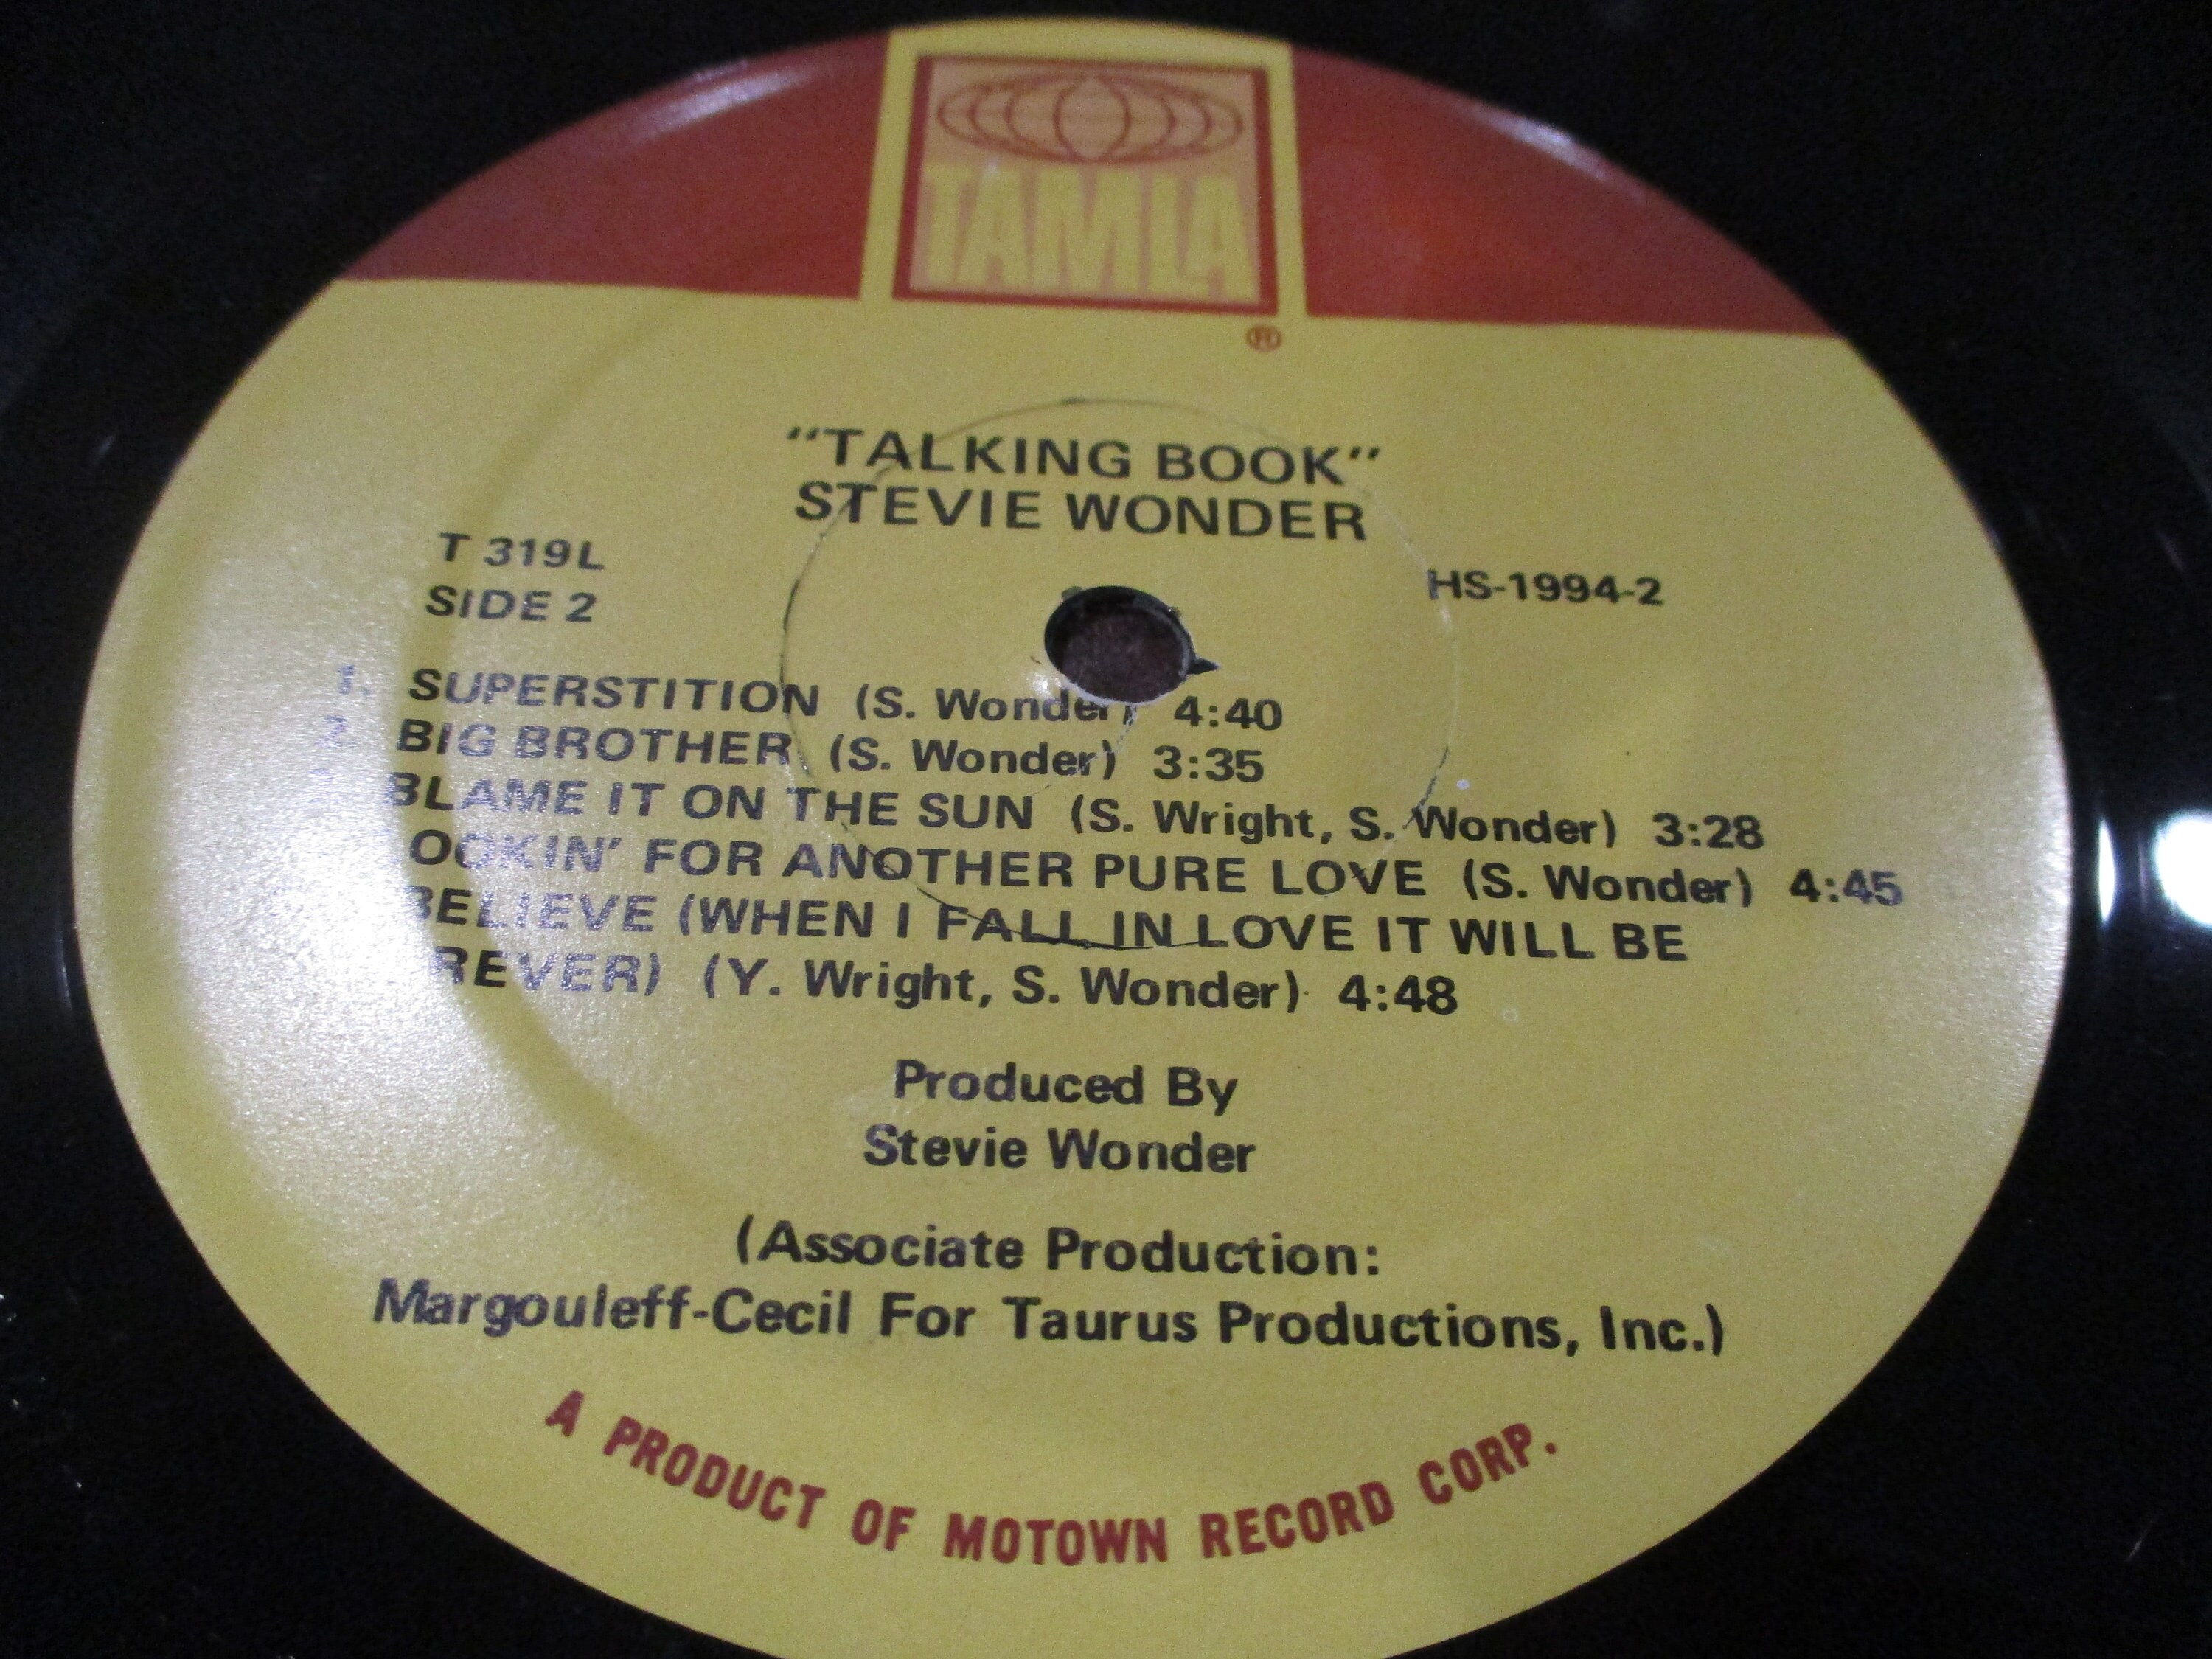 TAMLA
®
"TALKING BOOK"
STEVIE WONDER
T 319L
SIDE 2
HS-1994-2
1. SUPERSTITION (S. Wonder) 4:40
2. BIG BROTHER (S. Wonder) 3:35
BLAME IT ON THE SUN (S. Wright, S. Wonder) 3:28
OOKIN' FOR ANOTHER PURE LOVE (S. Wonder) 4:45
BELIEVE (WHEN I FALL IN LOVE IT WILL BE
REVER) (Y. Wright, S. Wonder) 4:48
Produced By
Stevie Wonder
(Associate Production:
Margouleff-Cecil For Taurus Productions, Inc.)
A PRODUCT OF MOTOWN RECORD CORP.